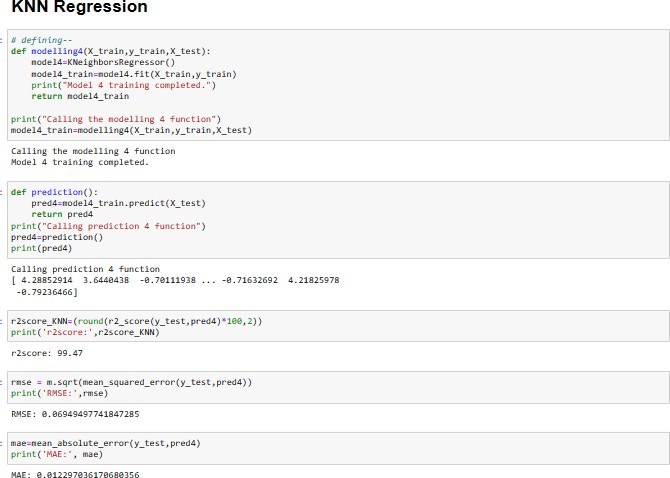 KNN Regression
# defining--
def modelling4(X_train,y_train,X_test):
    model4=KNeighborsRegressor()
    model4_train=model4.fit(X_train,y_train)
    print("Model 4 training completed.")
    return model4_train

print("Calling the modelling 4 function")
model4_train=modelling4(X_train,y_train,X_test)
Calling the modelling 4 function
Model 4 training completed.
def prediction():
    pred4=model4_train.predict(X_test)
    return pred4
print("Calling prediction 4 function")
pred4=prediction()
print(pred4)
Calling prediction 4 function
[ 4.28852914  3.6440438  -0.70111938 ... -0.71632692  4.21825978
 -0.79236466]
r2score_KNN=(round(r2_score(y_test,pred4)*100,2))
print('r2score:',r2score_KNN)
r2score: 99.47
rmse = m.sqrt(mean_squared_error(y_test,pred4))
print('RMSE:',rmse)
RMSE: 0.06949497741847285
mae=mean_absolute_error(y_test,pred4)
print('MAE:', mae)
MAE: 0.012297036170680356